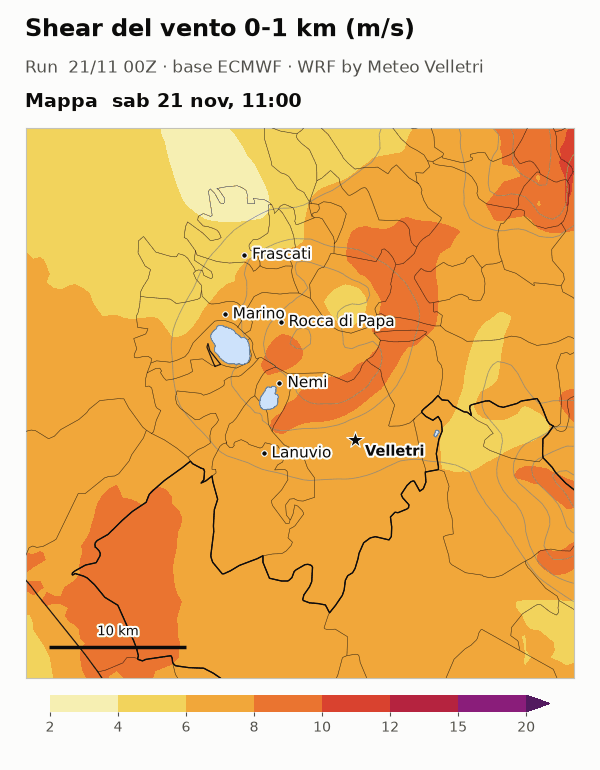 Shear del vento 0-1 km (m/s)
Run  21/11 00Z · base ECMWF · WRF by Meteo Velletri
Mappa  sab 21 nov, 11:00
Frascati
Marino
Rocca di Papa
Nemi
Velletri
Lanuvio
10 km
2 4 6 8 10 12 15 20